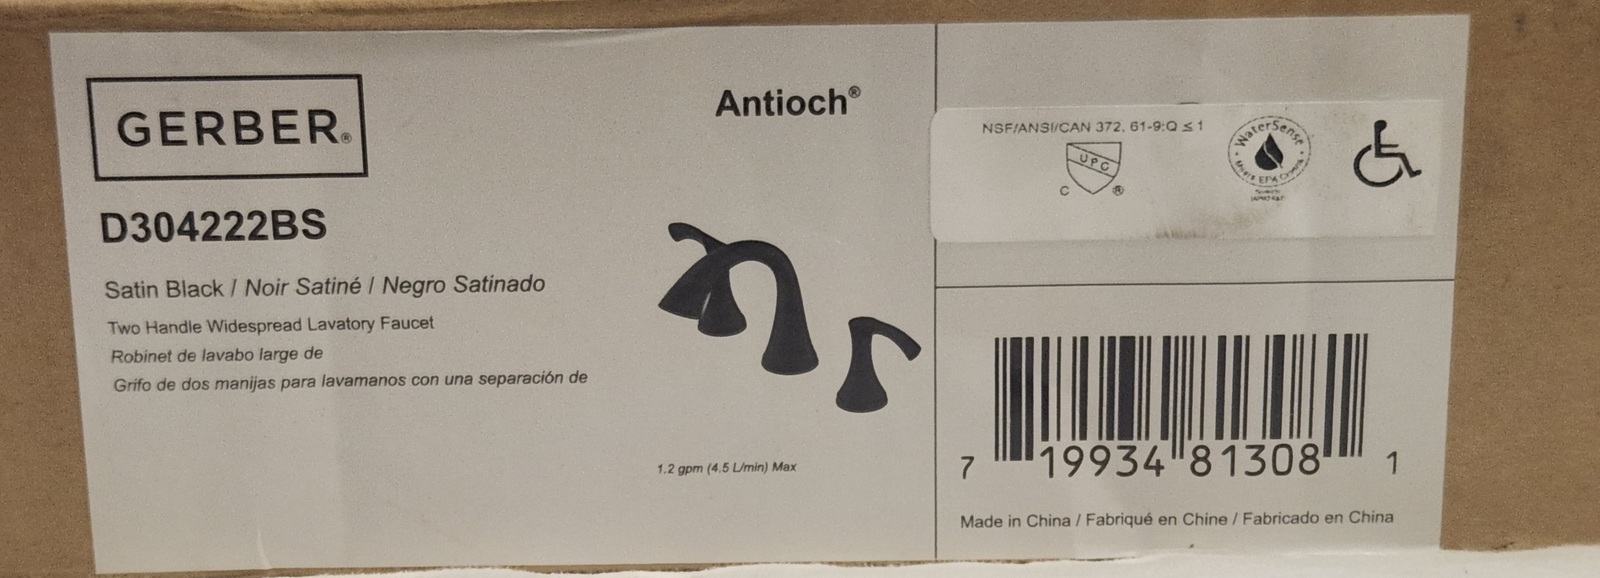 GERBER®
D304222BS
Satin Black / Noir Satiné / Negro Satinado
Two Handle Widespread Lavatory Faucet
Robinet de lavabo large de
Grifo de dos manijas para lavamanos con una separación de
Antioch®
1.2 gpm (4.5 L/min) Max
NSF/ANSI/CAN 372, 61-9;Q ≤ 1
UPC
C ®
WaterSense
Meets EPA Criteria
7 19934 81308 1
Made in China / Fabriqué en Chine / Fabricado en China